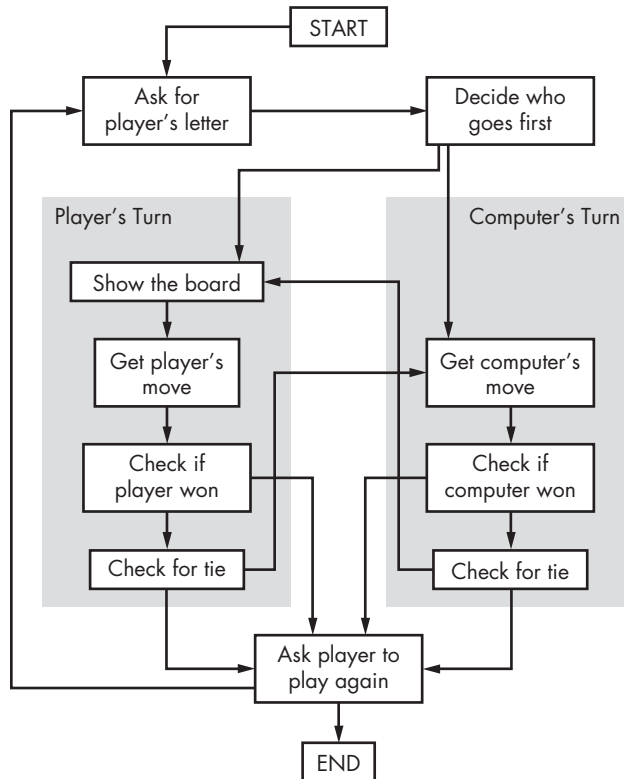 START
Ask for
player’s letter
Decide who
goes first
Player’s Turn
Computer’s Turn
Show the board
Get player’s
move
Get computer’s
move
Check if
player won
Check if
computer won
Check for tie
Check for tie
Ask player to
play again
END